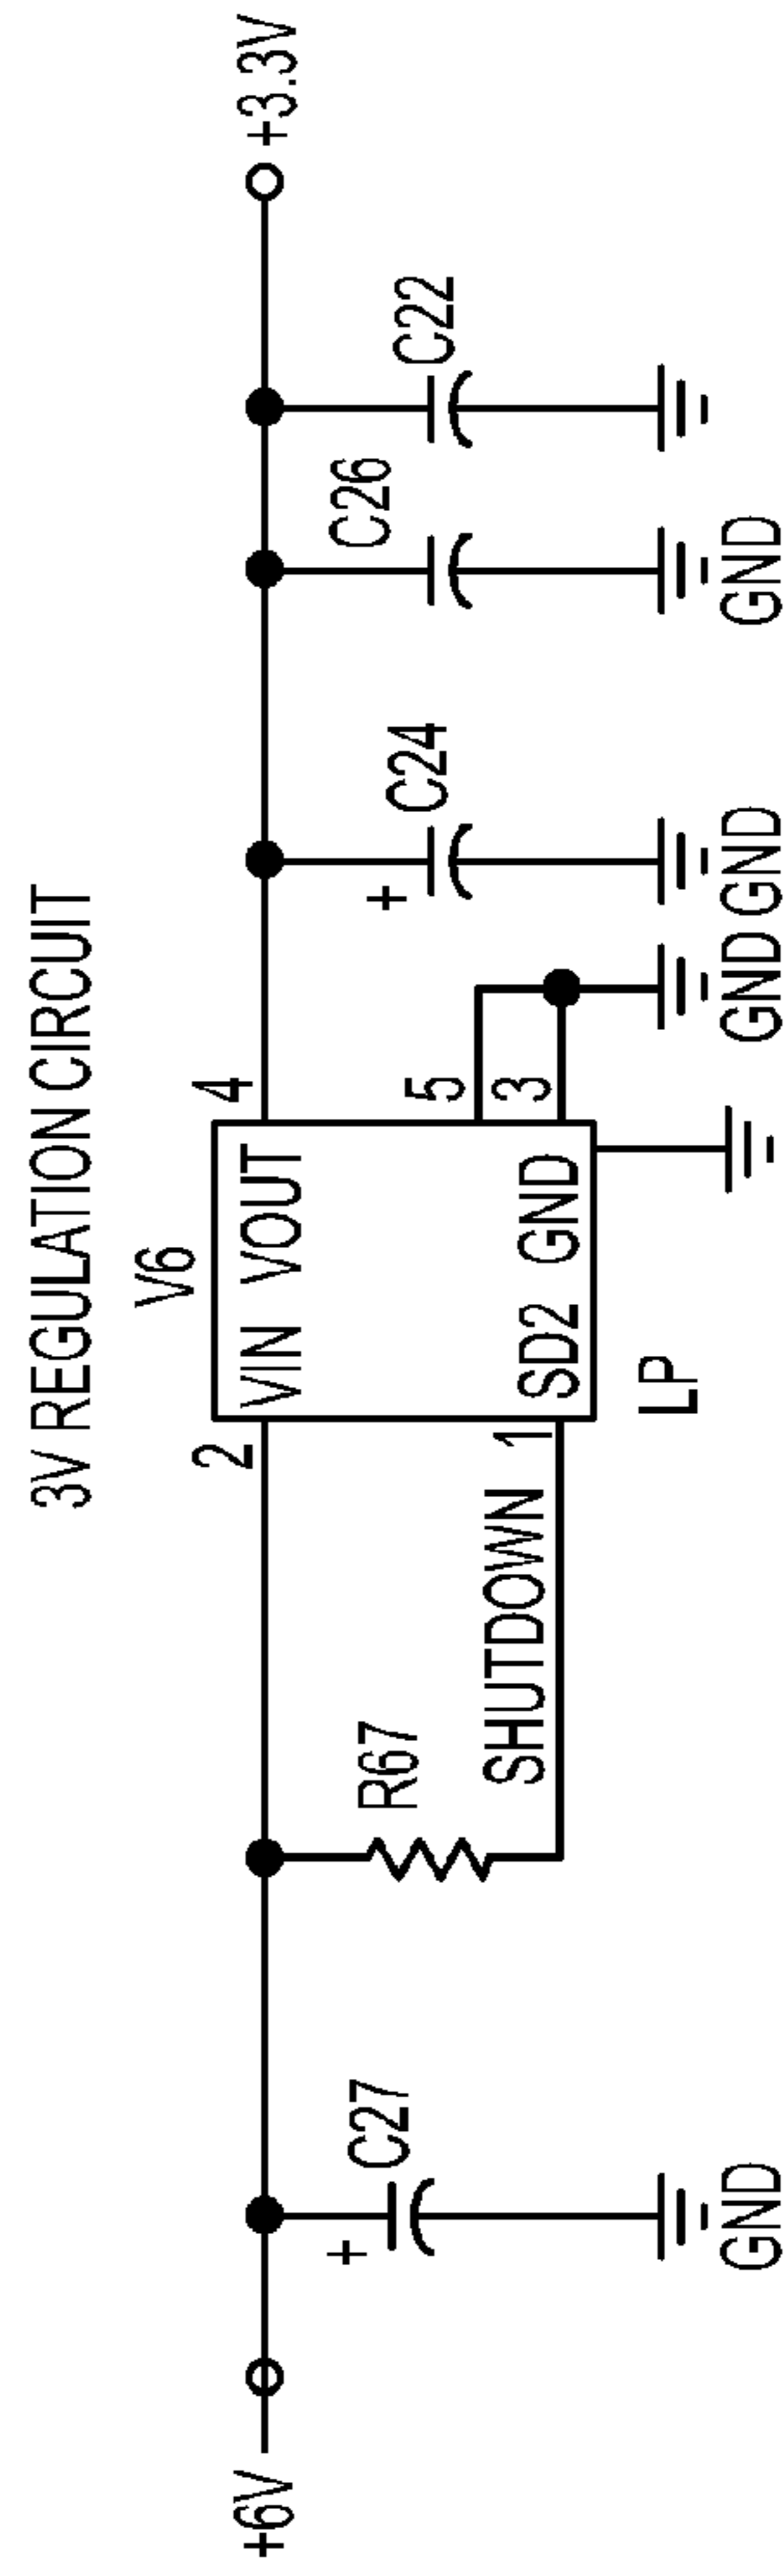 3V REGULATION CIRCUIT
V6
+6V
+3.3V
2
VIN VOUT
4
C27
R67
SHUTDOWN
1
SD2 GND
5
3
+
+
C24
C26
C22
LP
GND
GND
GND
GND